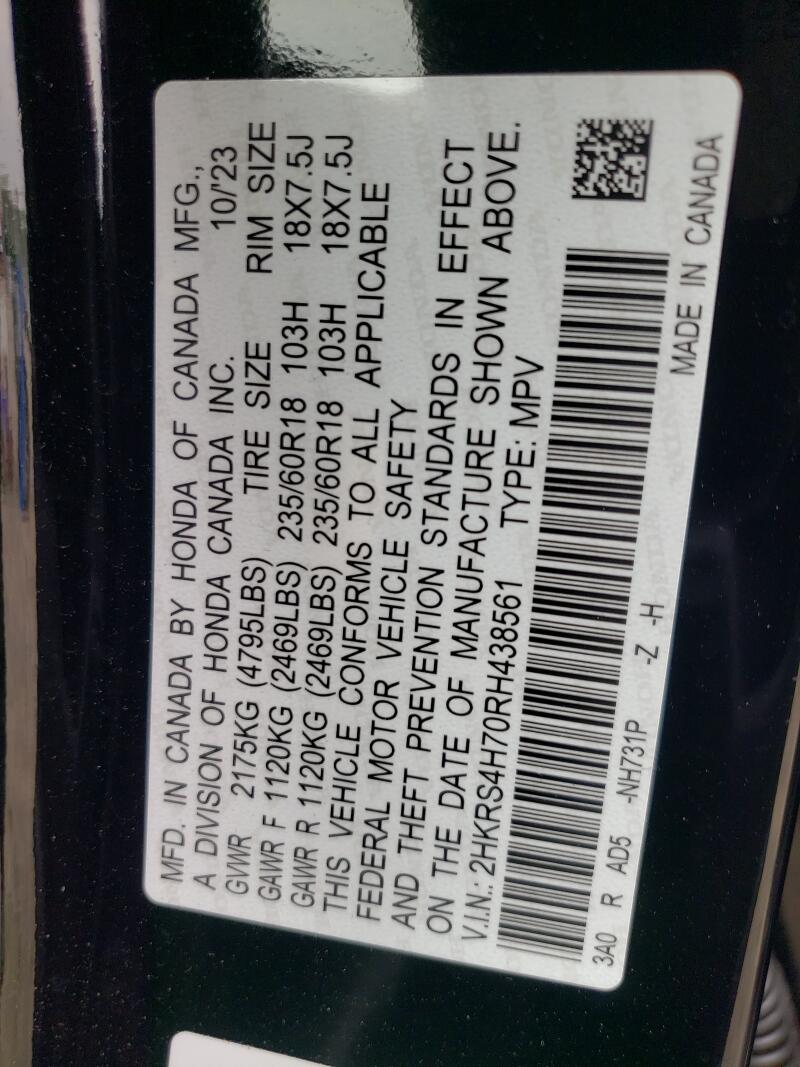 MFD. IN CANADA BY HONDA OF CANADA MFG.,
A DIVISION OF HONDA CANADA INC. 10/'23
GVWR 2175KG (4795LBS) TIRE SIZE RIM SIZE
GAWR F 1120KG (2469LBS) 235/60R18 103H 18X7.5J
GAWR R 1120KG (2469LBS) 235/60R18 103H 18X7.5J
THIS VEHICLE CONFORMS TO ALL APPLICABLE
FEDERAL MOTOR VEHICLE SAFETY
AND THEFT PREVENTION STANDARDS IN EFFECT
ON THE DATE OF MANUFACTURE SHOWN ABOVE.
V.I.N.: 2HKRS4H70RH438561 TYPE: MPV
3A0 R AD5 -NH731P -Z -H
MADE IN CANADA